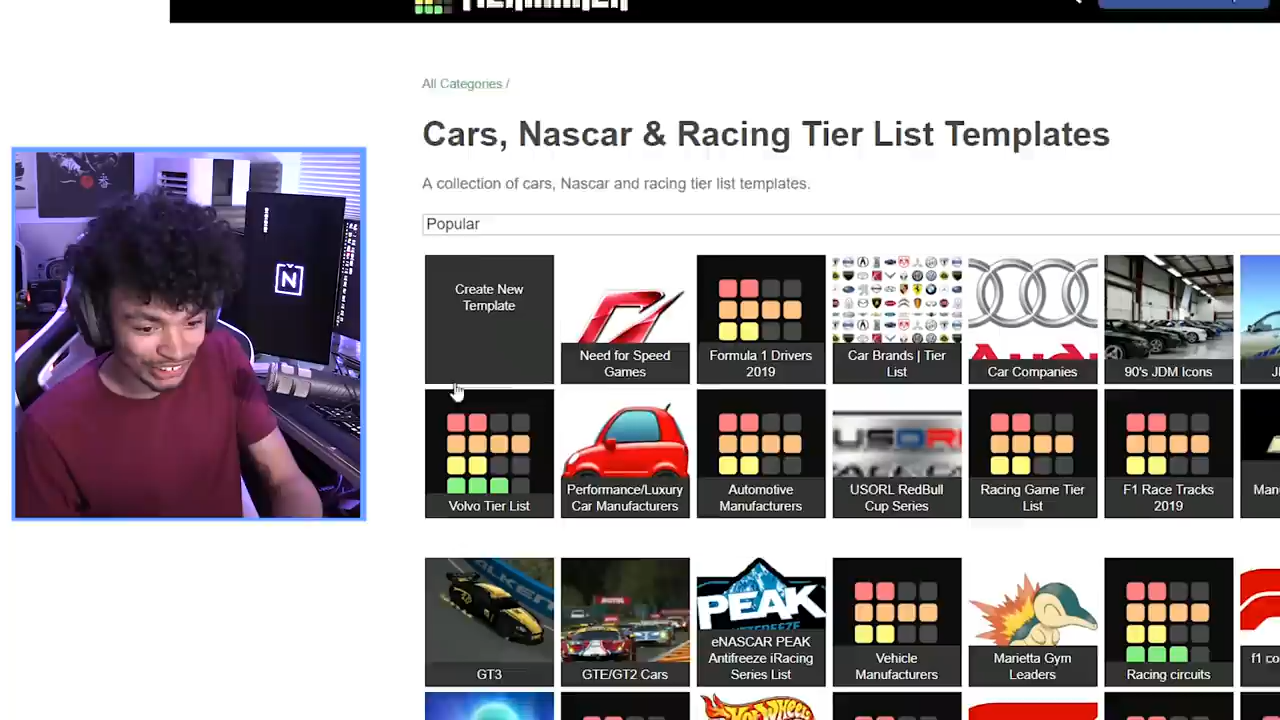 All Categories /
Cars, Nascar & Racing Tier List Templates
A collection of cars, Nascar and racing tier list templates.
Popular
Create New
Template
Need for Speed
Games
Formula 1 Drivers
2019
Car Brands | Tier
List
Car Companies
90's JDM Icons
Volvo Tier List
Performance/Luxury
Car Manufacturers
Automotive
Manufacturers
USORL RedBull
Cup Series
Racing Game Tier
List
F1 Race Tracks
2019
GT3
GTE/GT2 Cars
PEAK
eNASCAR PEAK
Antifreeze iRacing
Series List
Vehicle
Manufacturers
Marietta Gym
Leaders
Racing circuits
f1 co
N